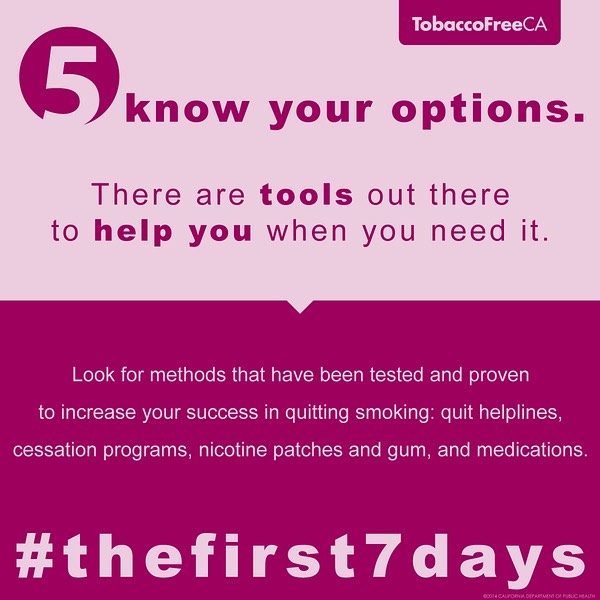 TobaccoFreeCA
5 know your options.
There are tools out there
to help you when you need it.
Look for methods that have been tested and proven
to increase your success in quitting smoking: quit helplines,
cessation programs, nicotine patches and gum, and medications.
#thefirst7days
©2014 CALIFORNIA DEPARTMENT OF PUBLIC HEALTH